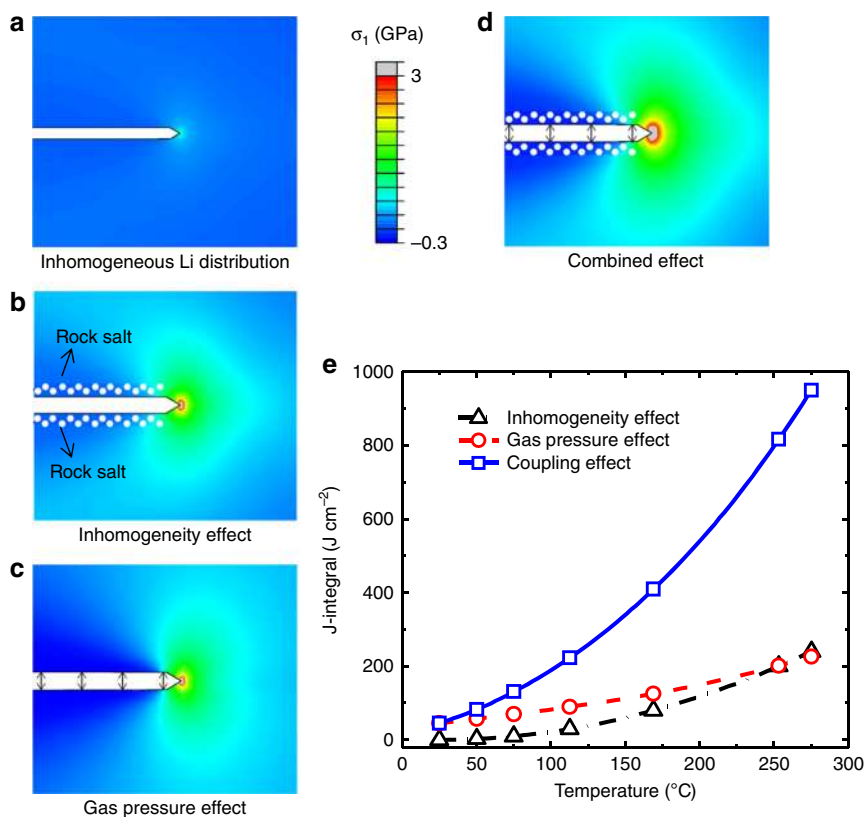 a
σ₁ (GPa)
3
−0.3
Inhomogeneous Li distribution
d
Combined effect
b
Rock salt
Rock salt
Inhomogeneity effect
c
Gas pressure effect
e
1000
800
600
400
200
0
J-integral (J cm⁻²)
Inhomogeneity effect
Gas pressure effect
Coupling effect
0
50
100
150
200
250
300
Temperature (°C)